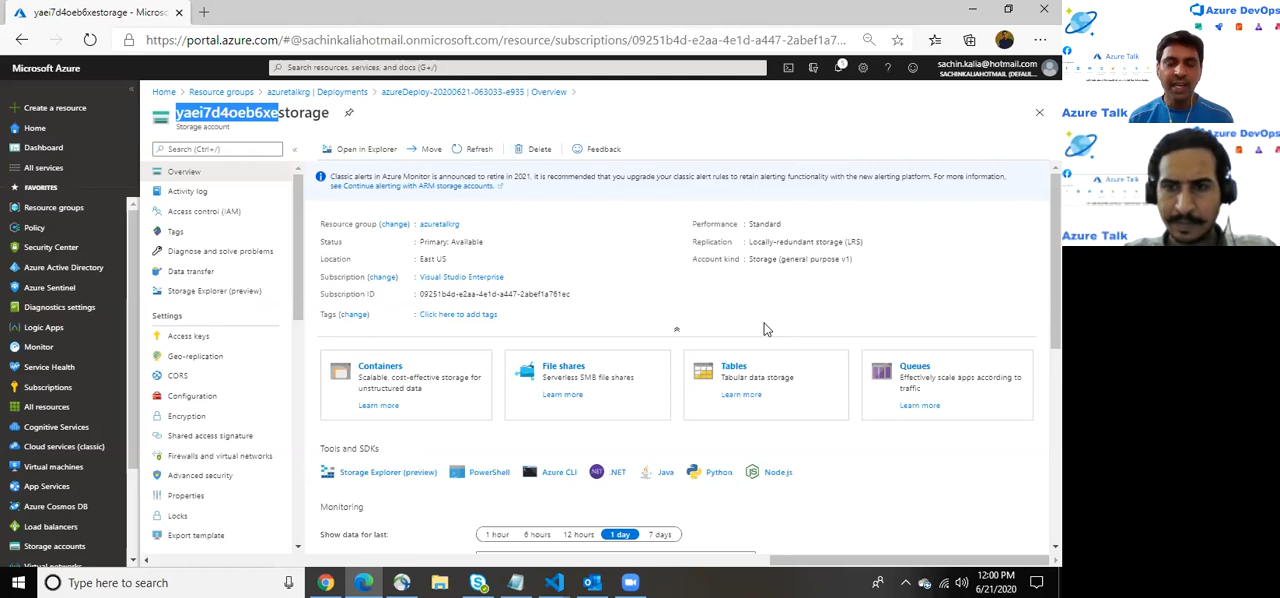 yaei7d4oeb6xestorage - Micros
https://portal.azure.com/#@sachinkaliahotmail.onmicrosoft.com/resource/subscriptions/09251b4d-e2aa-4e1d-a447-2abef1a7...
Microsoft Azure
Search resources, services, and docs (G+/)
1
sachin.kalia@hotmail.com
SACHINKALIAHOTMAIL (DEFAUL...
Create a resource
Home
Dashboard
All services
FAVORITES
Resource groups
Policy
Security Center
Azure Active Directory
Azure Sentinel
Diagnostics settings
Logic Apps
Monitor
Service Health
Subscriptions
All resources
Cognitive Services
Cloud services (classic)
Virtual machines
App Services
Azure Cosmos DB
Load balancers
Storage accounts
Home > Resource groups > azuretalkrg | Deployments > azureDeploy-20200621-063033-e935 | Overview >
yaei7d4oeb6xestorage
Storage account
Search (Ctrl+/)
Overview
Activity log
Access control (IAM)
Tags
Diagnose and solve problems
Data transfer
Storage Explorer (preview)
Settings
Access keys
Geo-replication
CORS
Configuration
Encryption
Shared access signature
Firewalls and virtual networks
Advanced security
Properties
Locks
Export template
Open in Explorer Move Refresh Delete Feedback
Classic alerts in Azure Monitor is announced to retire in 2021. It is recommended that you upgrade your classic alert rules to retain alerting functionality with the new alerting platform. For more information,
see Continue alerting with ARM storage accounts.
Resource group (change) : azuretalkrg
Status : Primary: Available
Location : East US
Subscription (change) : Visual Studio Enterprise
Subscription ID : 09251b4d-e2aa-4e1d-a447-2abef1a761ec
Tags (change) : Click here to add tags
Performance : Standard
Replication : Locally-redundant storage (LRS)
Account kind : Storage (general purpose v1)
Containers
Scalable, cost-effective storage for
unstructured data
Learn more
File shares
Serverless SMB file shares
Learn more
Tables
Tabular data storage
Learn more
Queues
Effectively scale apps according to
traffic
Learn more
Tools and SDKs
Storage Explorer (preview) PowerShell Azure CLI .NET Java Python Node.js
Monitoring
Show data for last:
1 hour 6 hours 12 hours 1 day 7 days
Type here to search
12:00 PM
6/21/2020
Azure DevOps
Azure Talk
Azure Talk
Azure DevOps
Azure Talk
Azure Talk